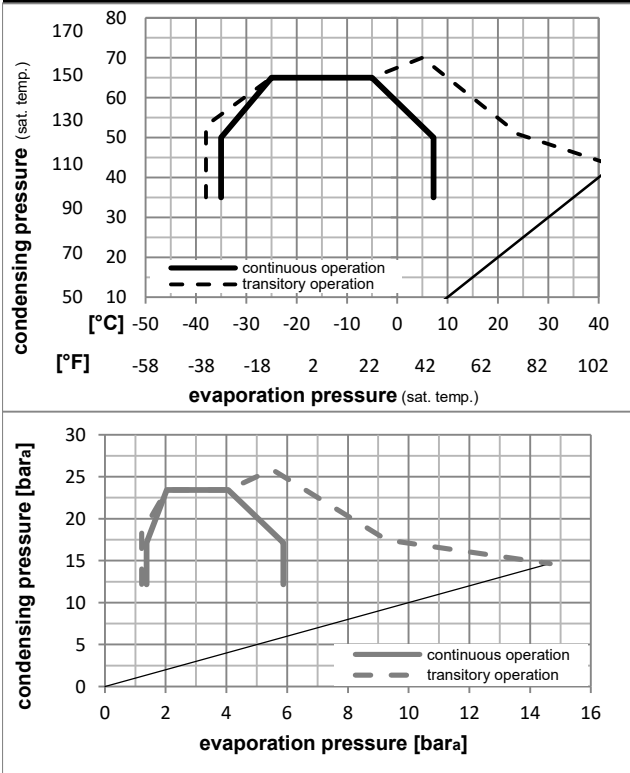 condensing pressure (sat. temp.)
170 80
70
150 60
130 50
110 40
90 30
70 20
50 10
continuous operation
transitory operation
[°C] -50 -40 -30 -20 -10 0 10 20 30 40
[°F] -58 -38 -18 2 22 42 62 82 102
evaporation pressure (sat. temp.)
condensing pressure [bara]
30
25
20
15
10
5
0
continuous operation
transitory operation
0 2 4 6 8 10 12 14 16
evaporation pressure [bara]